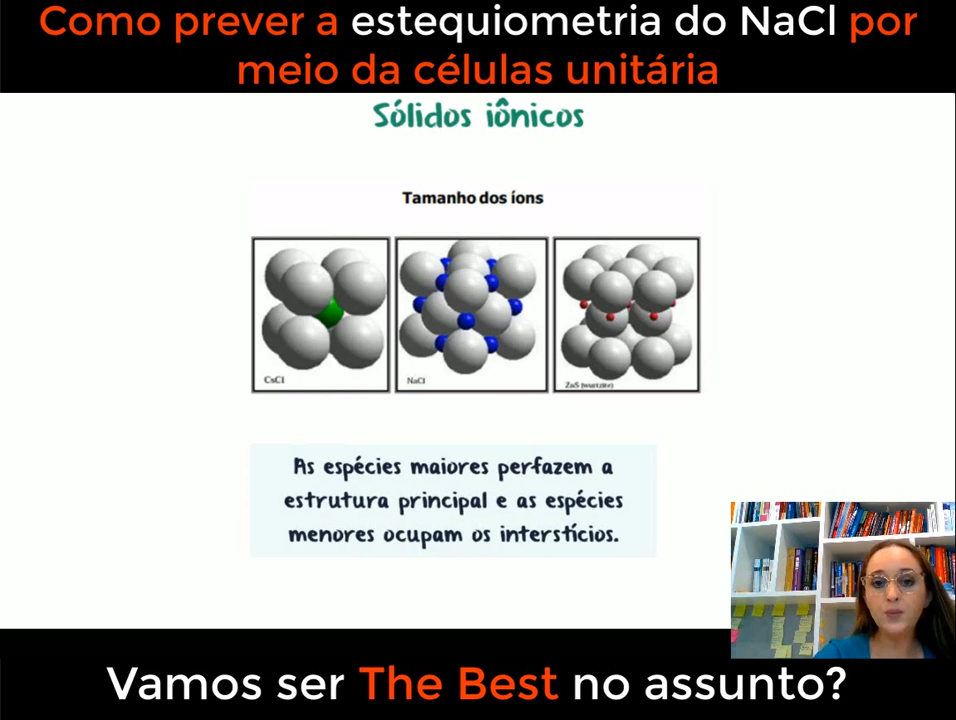 Como prever a estequiometria do NaCl por
meio da células unitária
Sólidos iônicos
Tamanho dos íons
CsCl
NaCl
ZnS (wurtzite)
As espécies maiores perfazem a
estrutura principal e as espécies
menores ocupam os interstícios.
Vamos ser The Best no assunto?